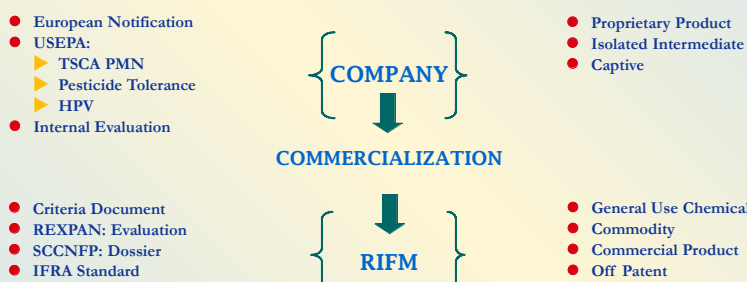 European Notification
USEPA:
TSCA PMN
Pesticide Tolerance
HPV
Internal Evaluation
COMPANY
Proprietary Product
Isolated Intermediate
Captive
COMMERCIALIZATION
Criteria Document
REXPAN: Evaluation
SCCNFP: Dossier
IFRA Standard
RIFM
General Use Chemical
Commodity
Commercial Product
Off Patent